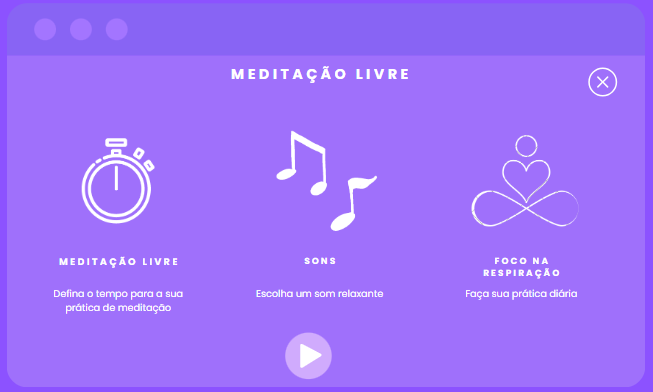 MEDITAÇÃO LIVRE
MEDITAÇÃO LIVRE
Defina o tempo para a sua
prática de meditação
SONS
Escolha um som relaxante
FOCO NA
RESPIRAÇÃO
Faça sua prática diária